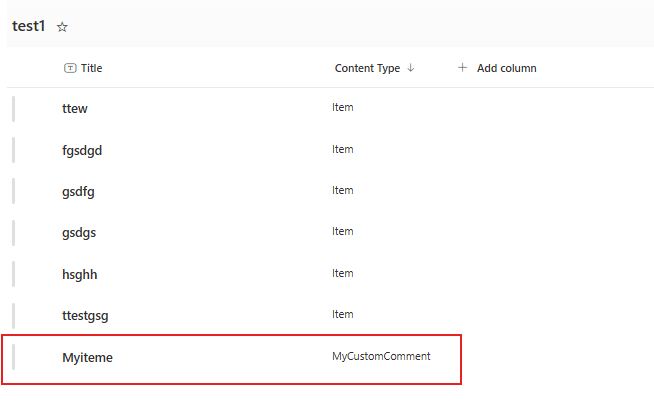 test1
Title Content Type Add column
ttew Item
fgsdgd Item
gsdfg Item
gsdgs Item
hsghh Item
ttestgsg Item
Myiteme MyCustomComment